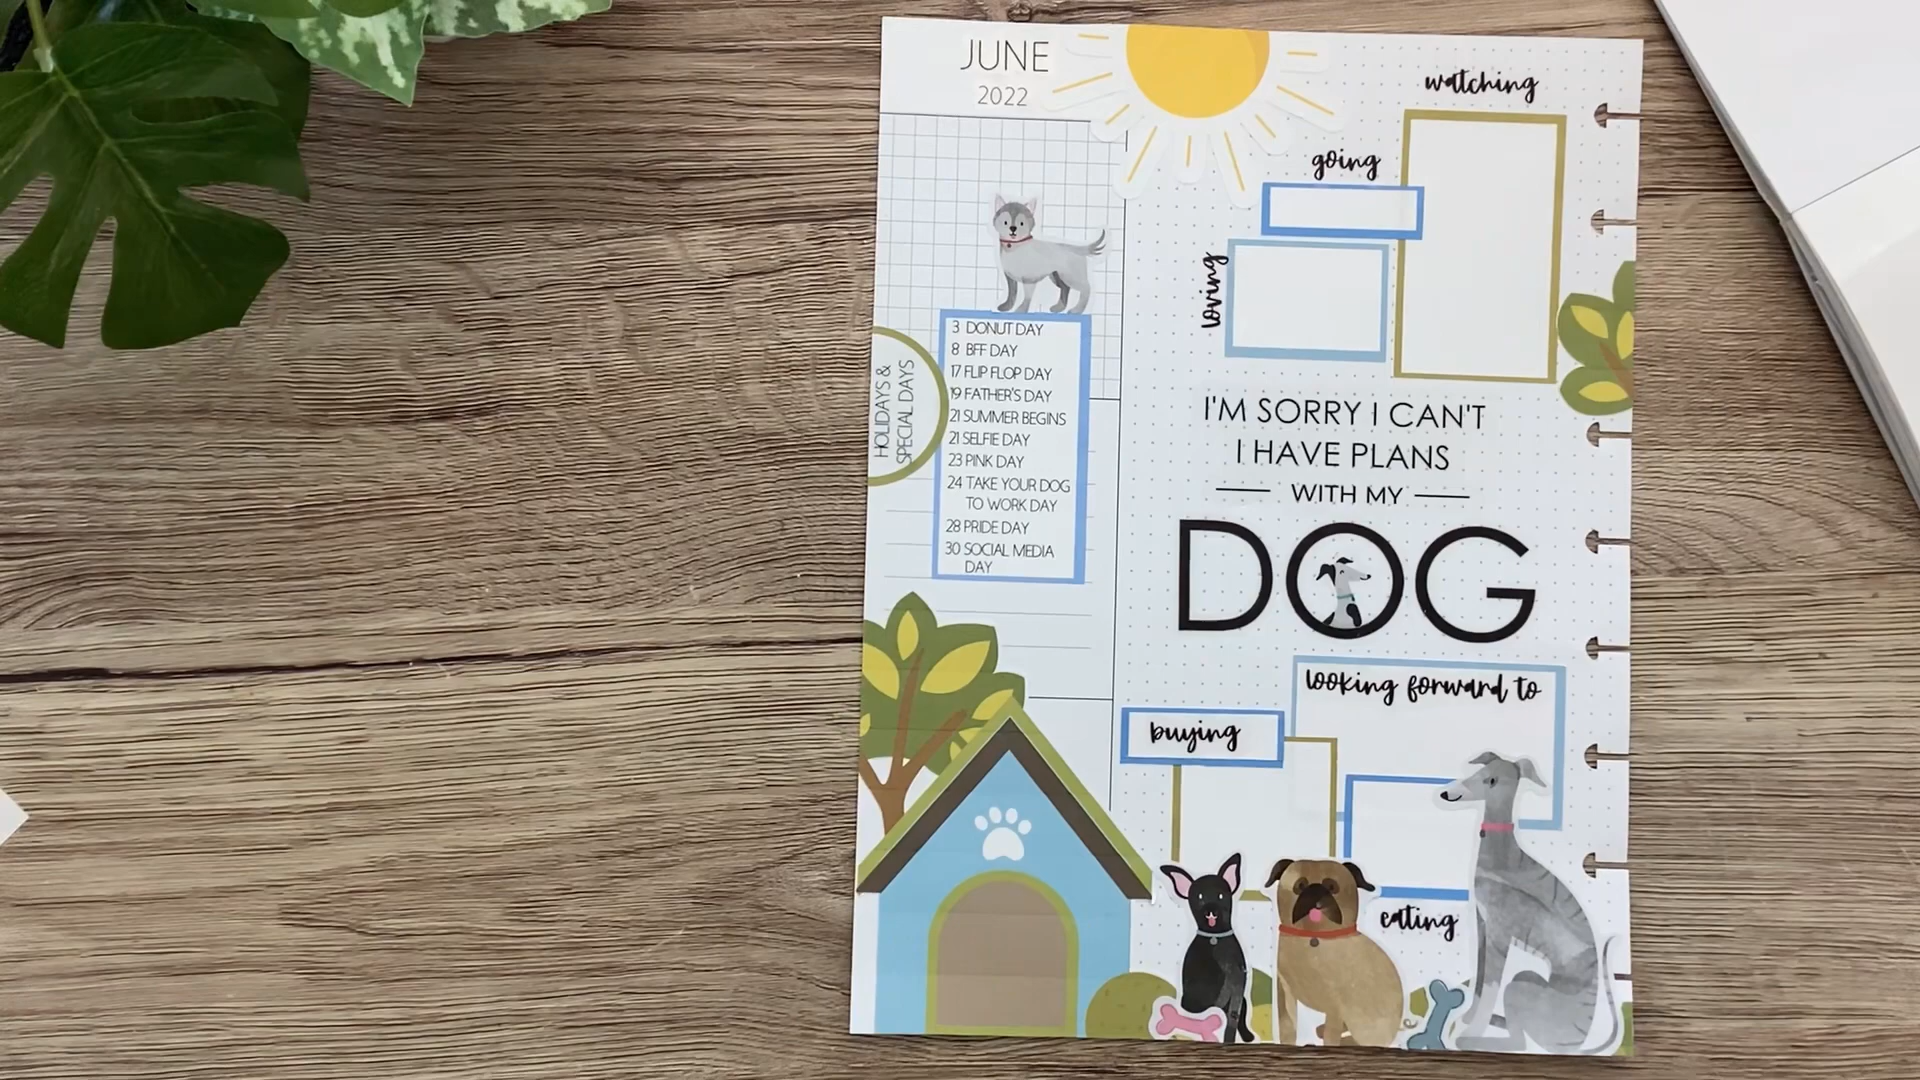 JUNE
2022
HOLIDAYS &
SPECIAL DAYS
3 DONUT DAY
8 BFF DAY
17 FLIP FLOP DAY
19 FATHER'S DAY
21 SUMMER BEGINS
21 SELFIE DAY
23 PINK DAY
24 TAKE YOUR DOG
TO WORK DAY
28 PRIDE DAY
30 SOCIAL MEDIA
DAY
watching
going
loving
I'M SORRY I CAN'T
I HAVE PLANS
WITH MY
DOG
looking forward to
buying
eating